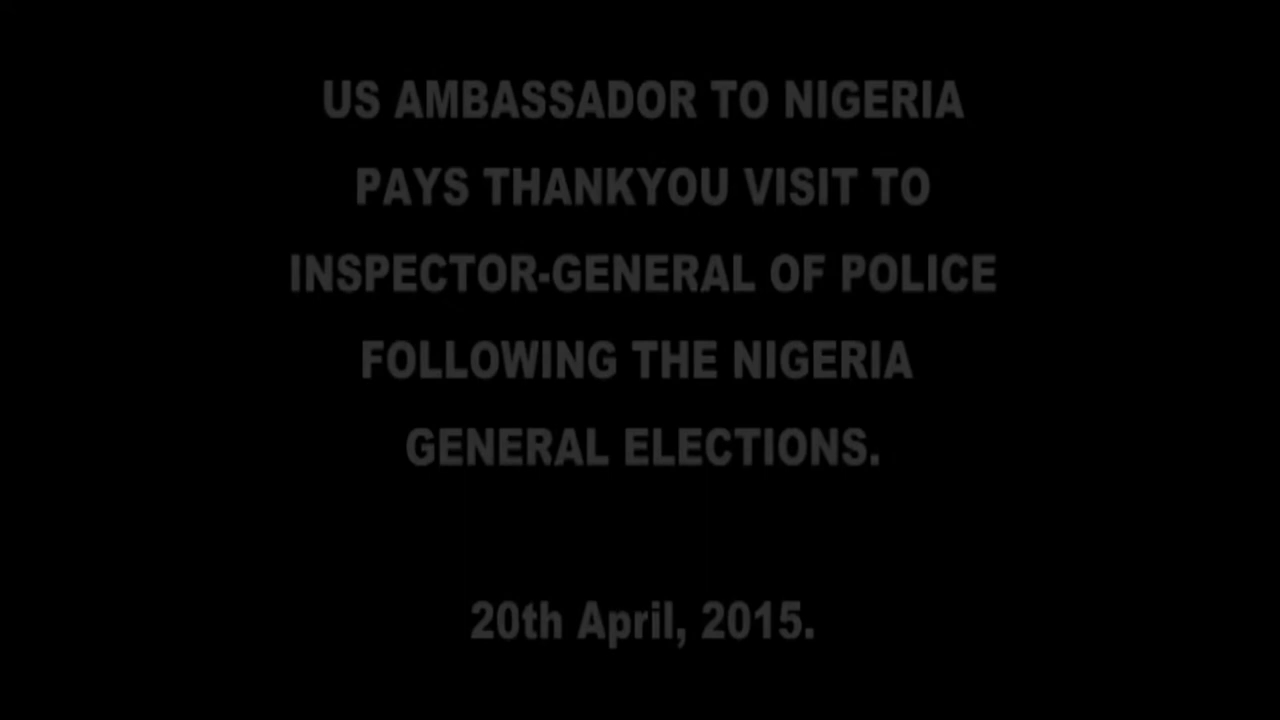 US AMBASSADOR TO NIGERIA
PAYS THANKYOU VISIT TO
INSPECTOR-GENERAL OF POLICE
FOLLOWING THE NIGERIA
GENERAL ELECTIONS.
20th April, 2015.